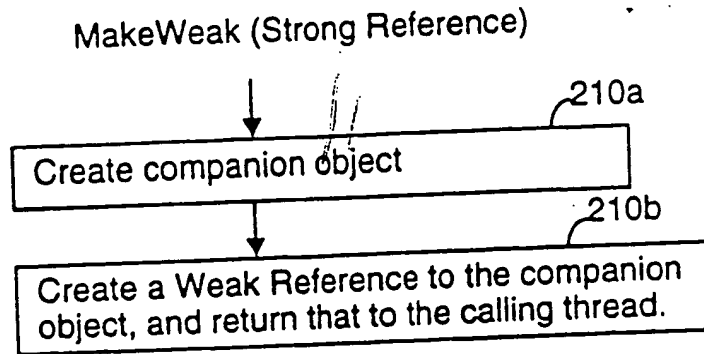 MakeWeak (Strong Reference)
210a
Create companion object
210b
Create a Weak Reference to the companion
object, and return that to the calling thread.